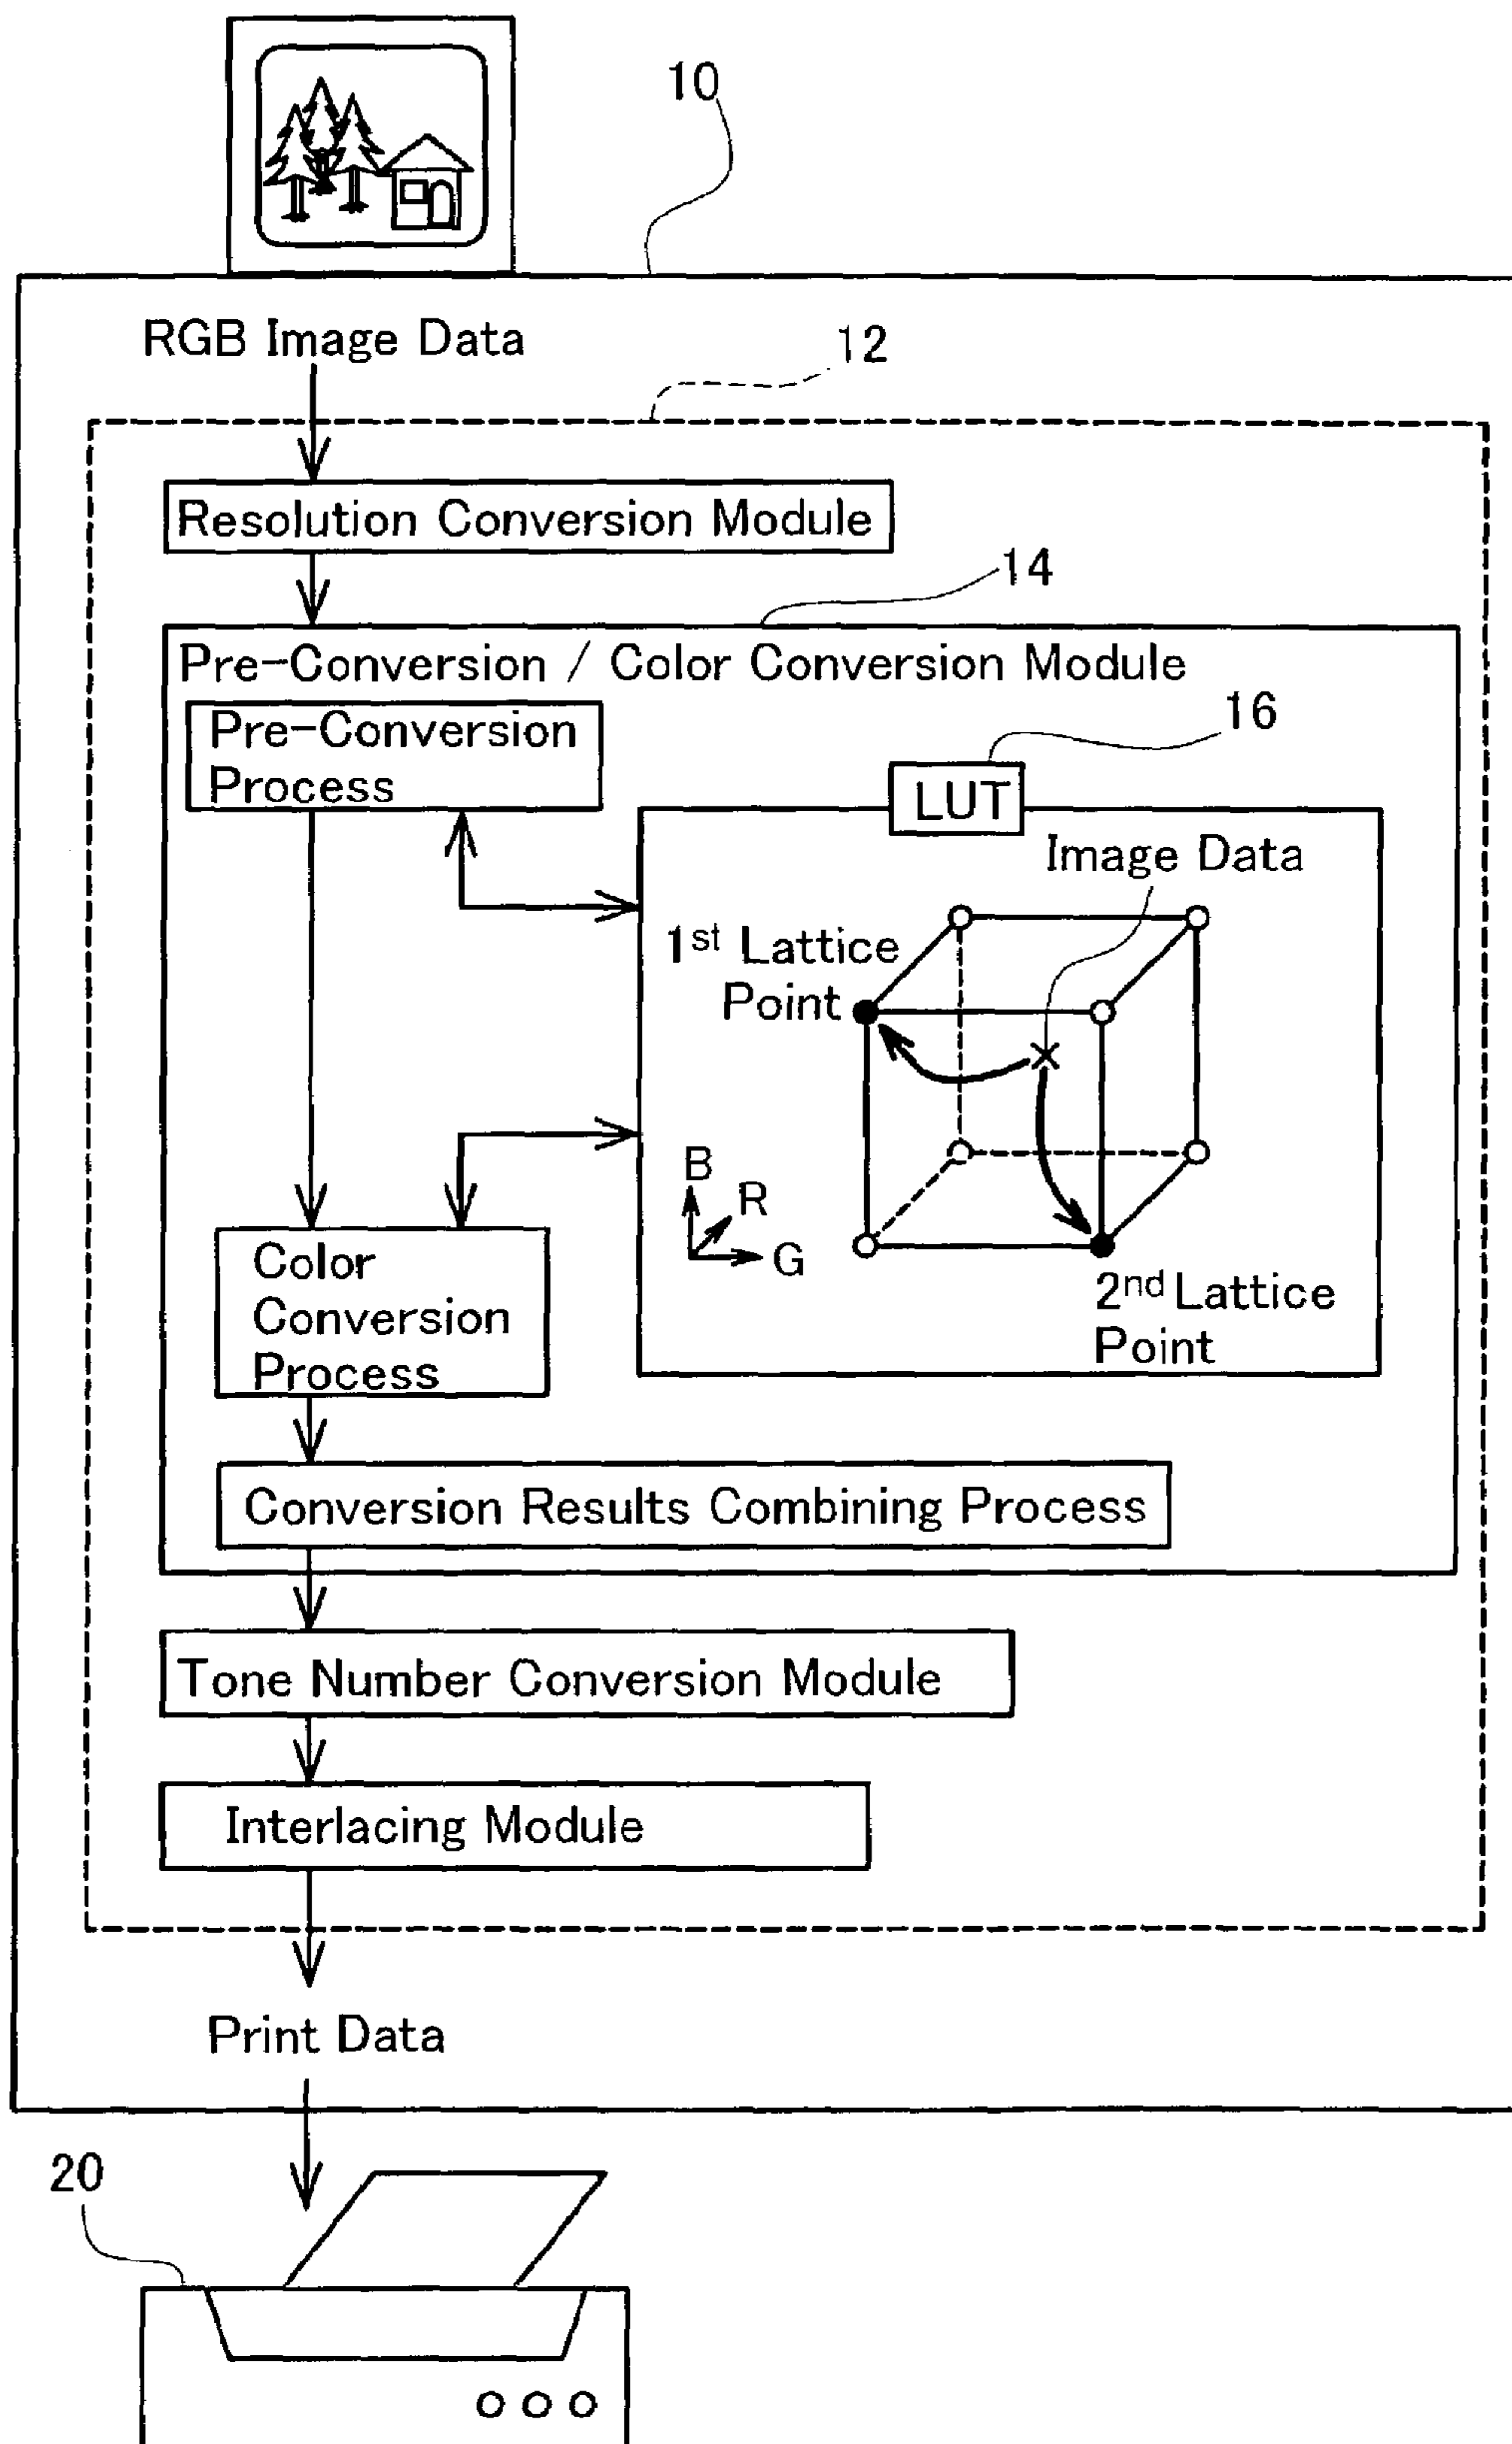 10
RGB Image Data
12
Resolution Conversion Module
14
Pre-Conversion / Color Conversion Module
Pre-Conversion
Process
16
LUT
Image Data
1st Lattice
Point
B
R
G
2nd Lattice
Point
Color
Conversion
Process
Conversion Results Combining Process
Tone Number Conversion Module
Interlacing Module
Print Data
20